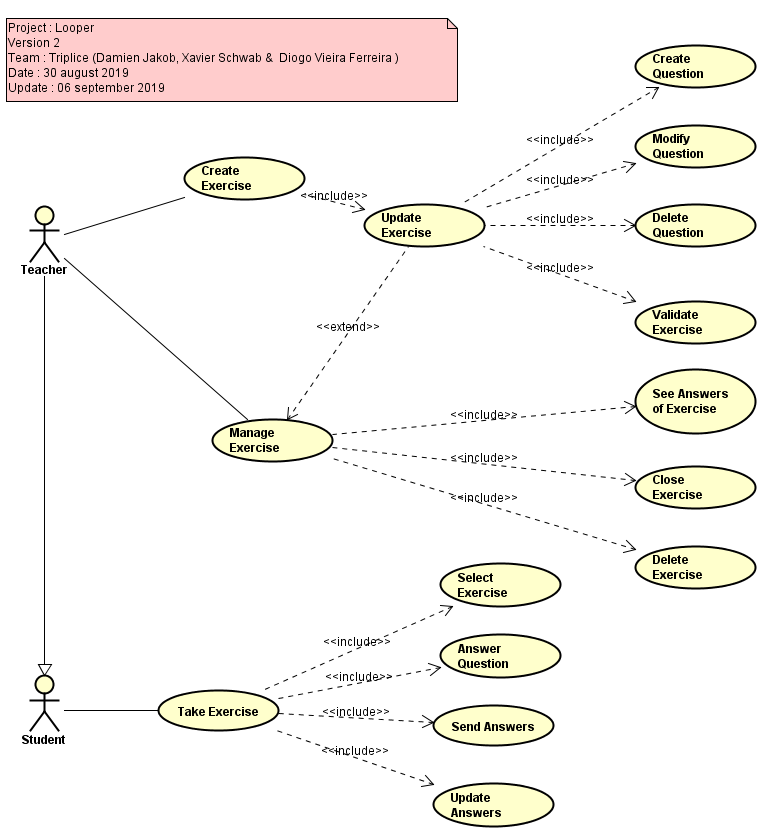 Project : Looper
Version 2
Team : Triplice (Damien Jakob, Xavier Schwab &  Diogo Vieira Ferreira )
Date : 30 august 2019
Update : 06 september 2019
Create
Question
<<include>>
Modify
Question
<<include>>
Create
Exercise
<<include>>
Update
Exercise
<<include>>
Delete
Question
Teacher
<<include>>
Validate
Exercise
<<extend>>
See Answers
of Exercise
<<include>>
Manage
Exercise
<<include>>
Close
Exercise
<<include>>
Delete
Exercise
Select
Exercise
<<include>>
Answer
Question
<<include>>
Student
Take Exercise
<<include>>
Send Answers
<<include>>
Update
Answers